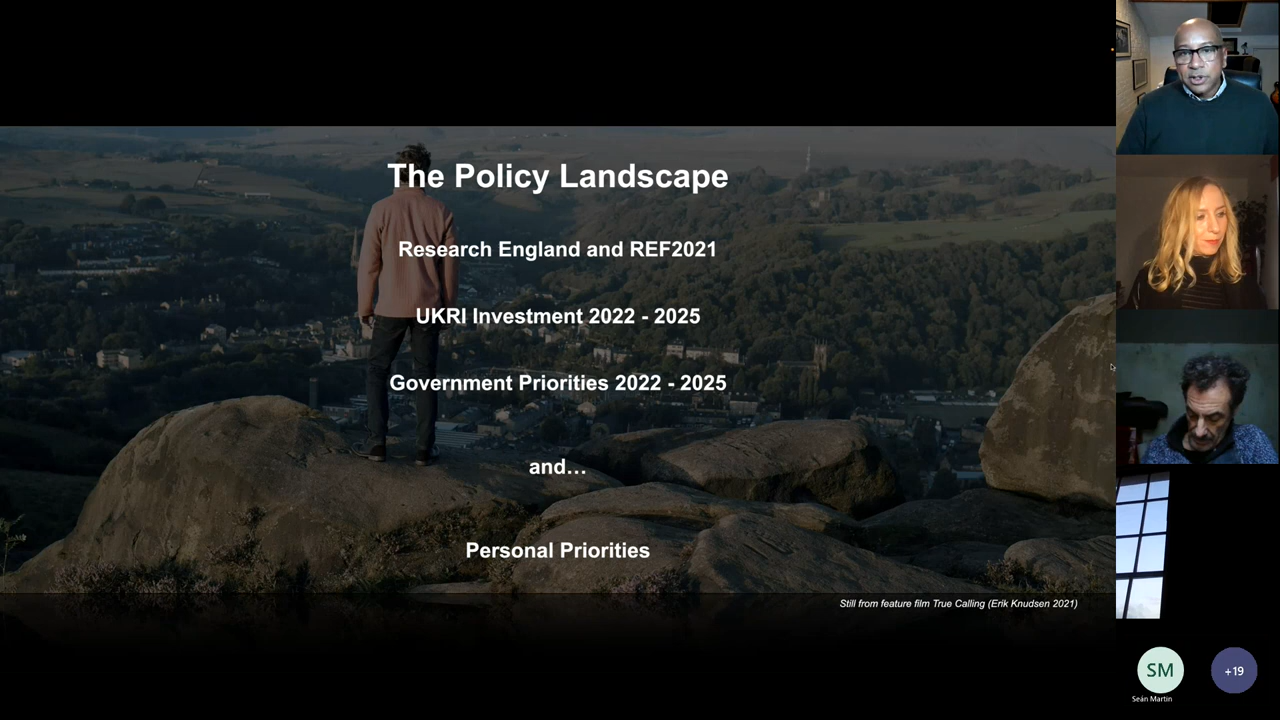 The Policy Landscape
Research England and REF2021
UKRI Investment 2022 - 2025
Government Priorities 2022 - 2025
and…
Personal Priorities
Still from feature film True Calling (Erik Knudsen 2021)
SM
+19
Seán Martin